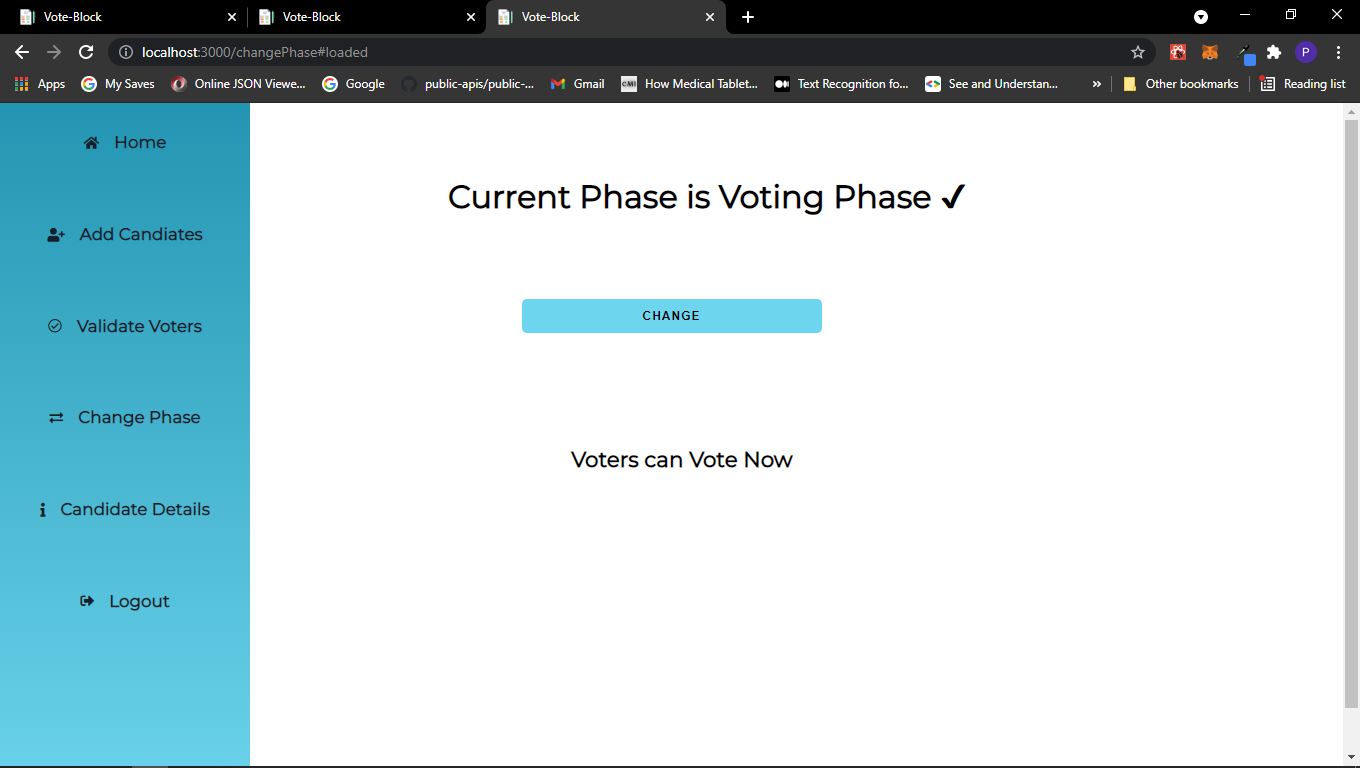 Vote-Block
Vote-Block
Vote-Block
localhost:3000/changePhase#loaded
P
Apps
My Saves
Online JSON Viewe...
Google
public-apis/public-...
Gmail
CMI
How Medical Tablet...
Text Recognition fo...
See and Understan...
»
Other bookmarks
Reading list
Home
Add Candiates
Validate Voters
Change Phase
Candidate Details
Logout
Current Phase is Voting Phase ✓
CHANGE
Voters can Vote Now